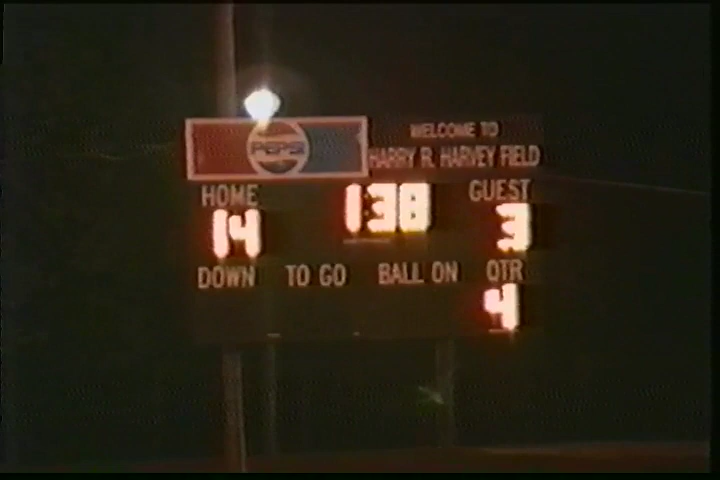 PEPSI
WELCOME TO
HARRY R. HARVEY FIELD
HOME 1:38 GUEST
14 3
DOWN TO GO BALL ON QTR
4